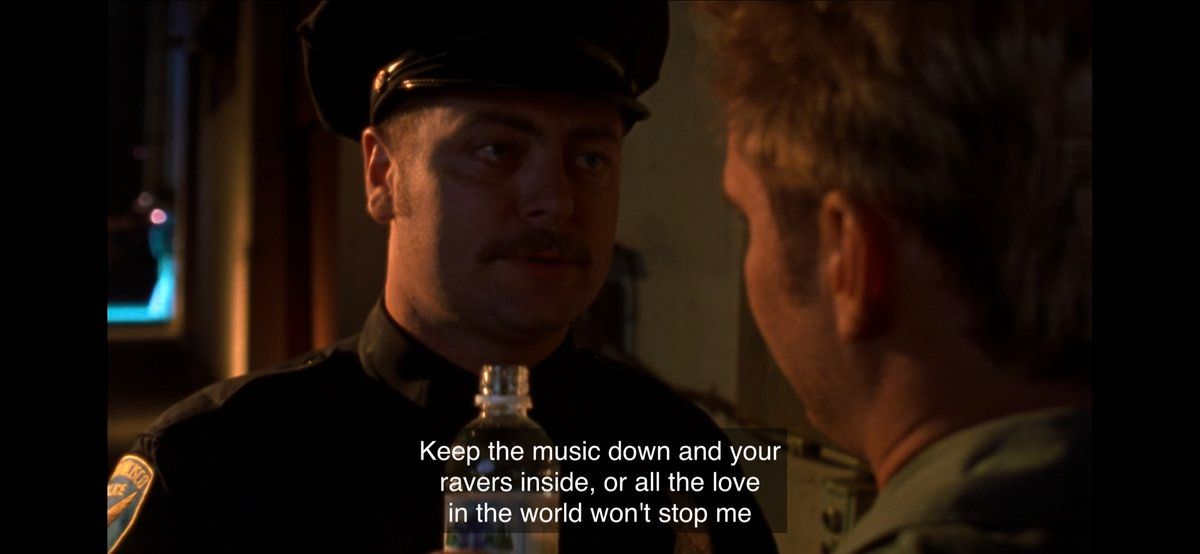 Keep the music down and your
ravers inside, or all the love
in the world won't stop me